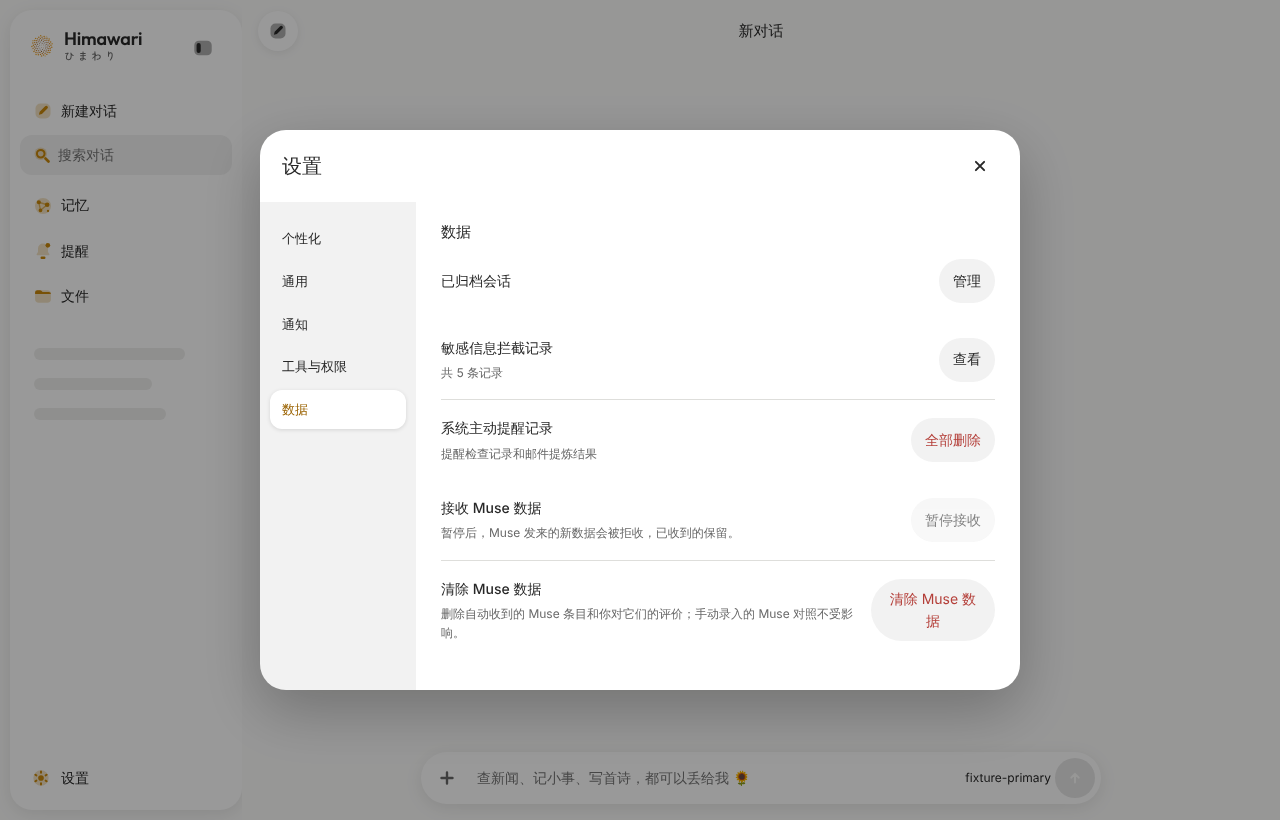 Himawari
ひまわり
新建对话
搜索对话
记忆
提醒
文件
设置
新对话
设置
个性化
通用
通知
工具与权限
数据
数据
已归档会话
管理
敏感信息拦截记录
共 5 条记录
查看
系统主动提醒记录
提醒检查记录和邮件提炼结果
全部删除
接收 Muse 数据
暂停后，Muse 发来的新数据会被拒收，已收到的保留。
暂停接收
清除 Muse 数据
删除自动收到的 Muse 条目和你对它们的评价；手动录入的 Muse 对照不受影
响。
清除 Muse 数
据
查新闻、记小事、写首诗，都可以丢给我 🌻
fixture-primary